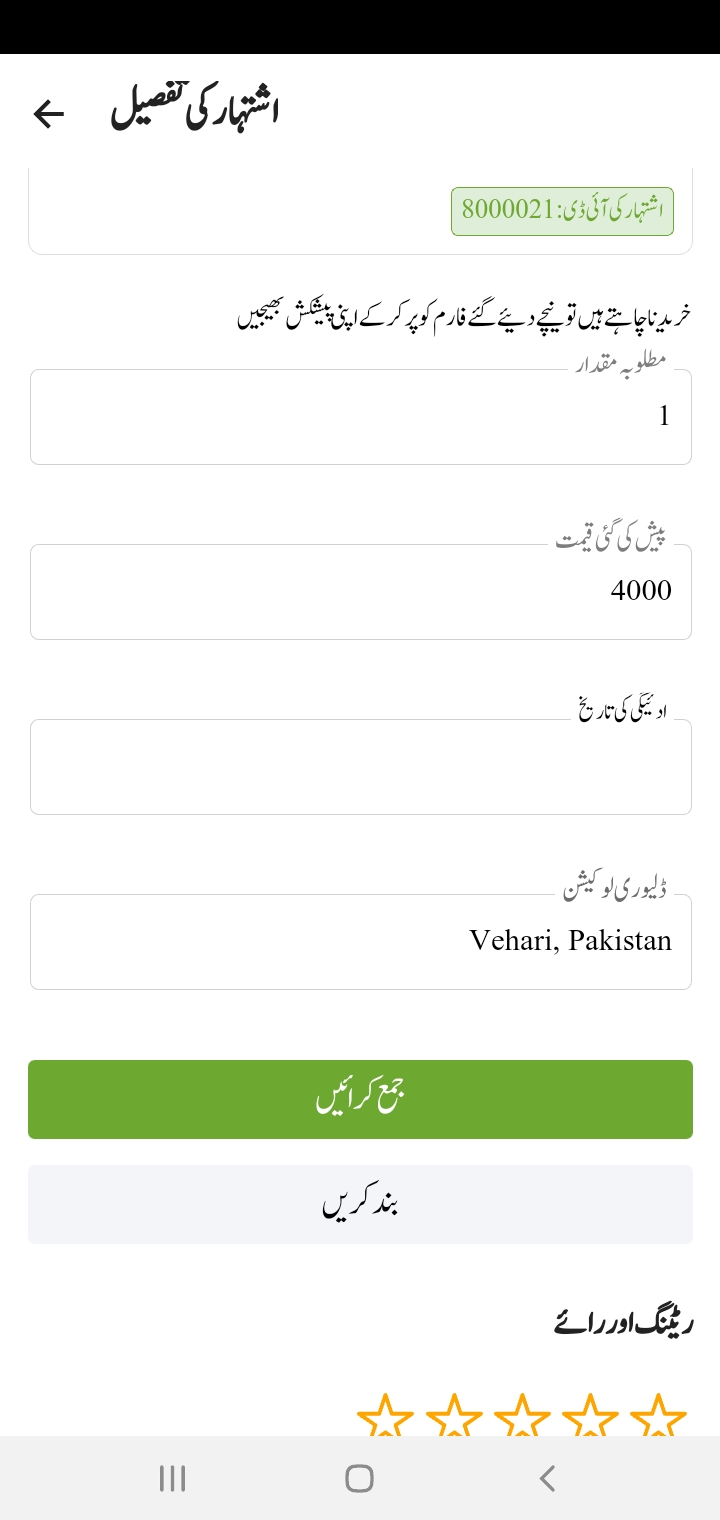 اشتہار کی تفصیل
اشتہار کی آئی ڈی: 8000021
خریدنا چاہتے ہیں تو نیچے دیئے گئے فارم کو پر کر کے اپنی پیشکش بھیجیں
مطلوبہ مقدار
1
پیش کی گئی قیمت
4000
ادئیگی کی تاریخ
ڈلیوری لوکیشن
Vehari, Pakistan
جمع کرائیں
بند کریں
ریٹنگ اور رائے